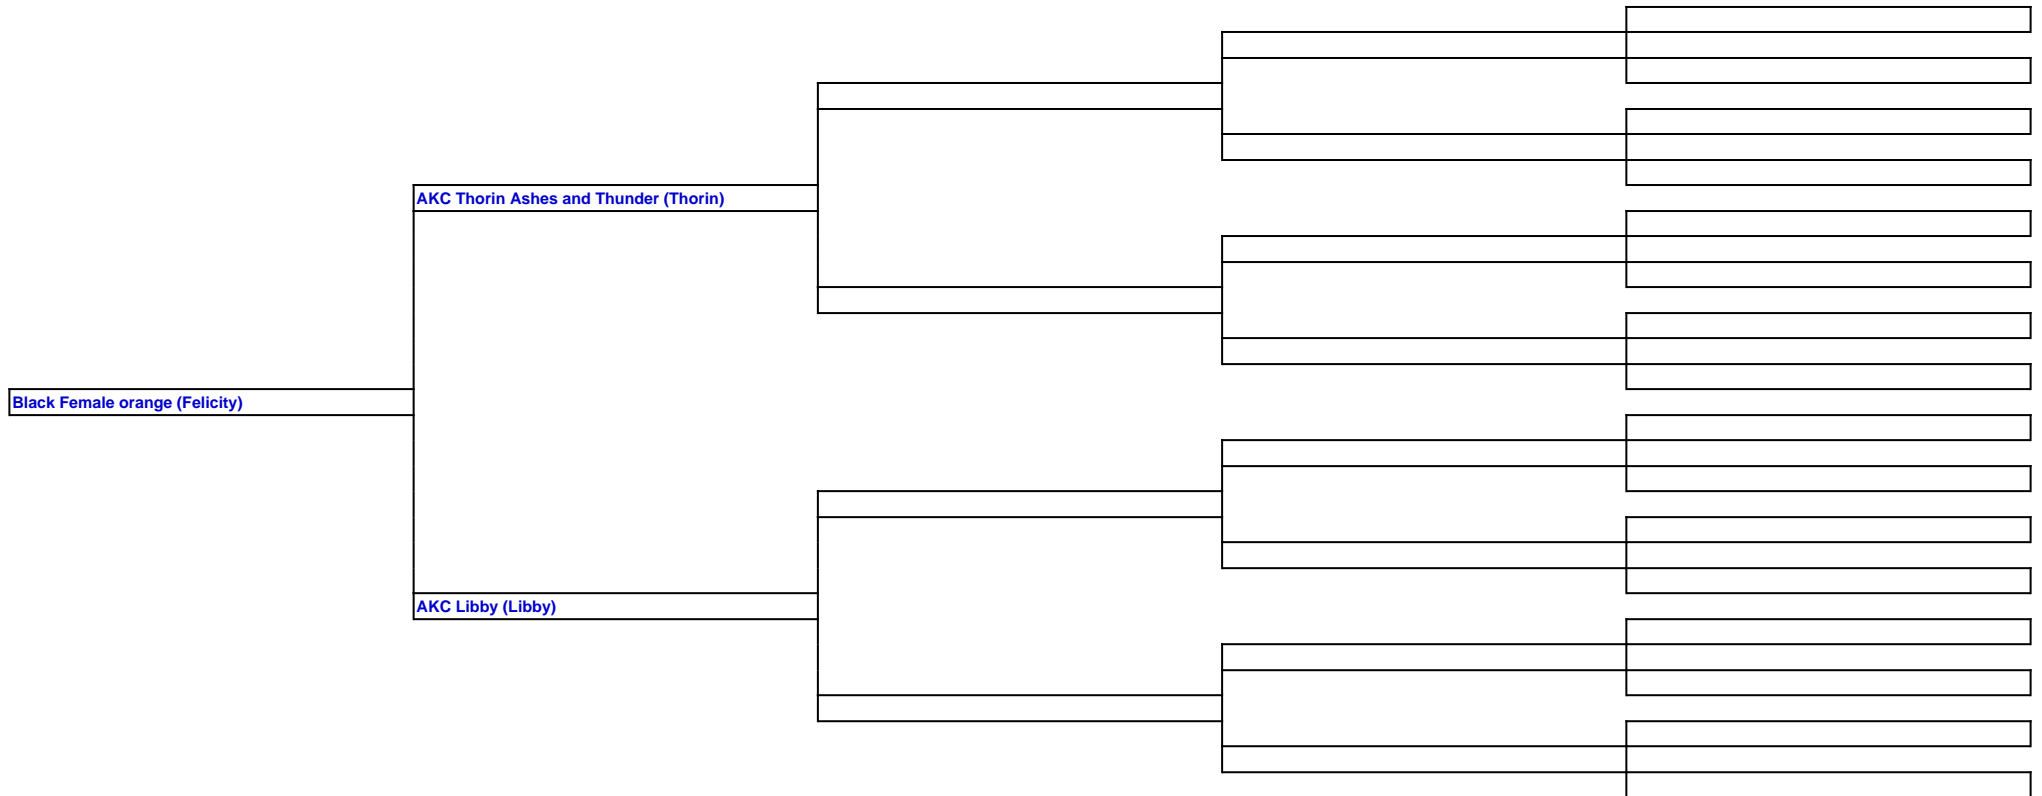 AKC Thorin Ashes and Thunder (Thorin)
Black Female orange (Felicity)
AKC Libby (Libby)